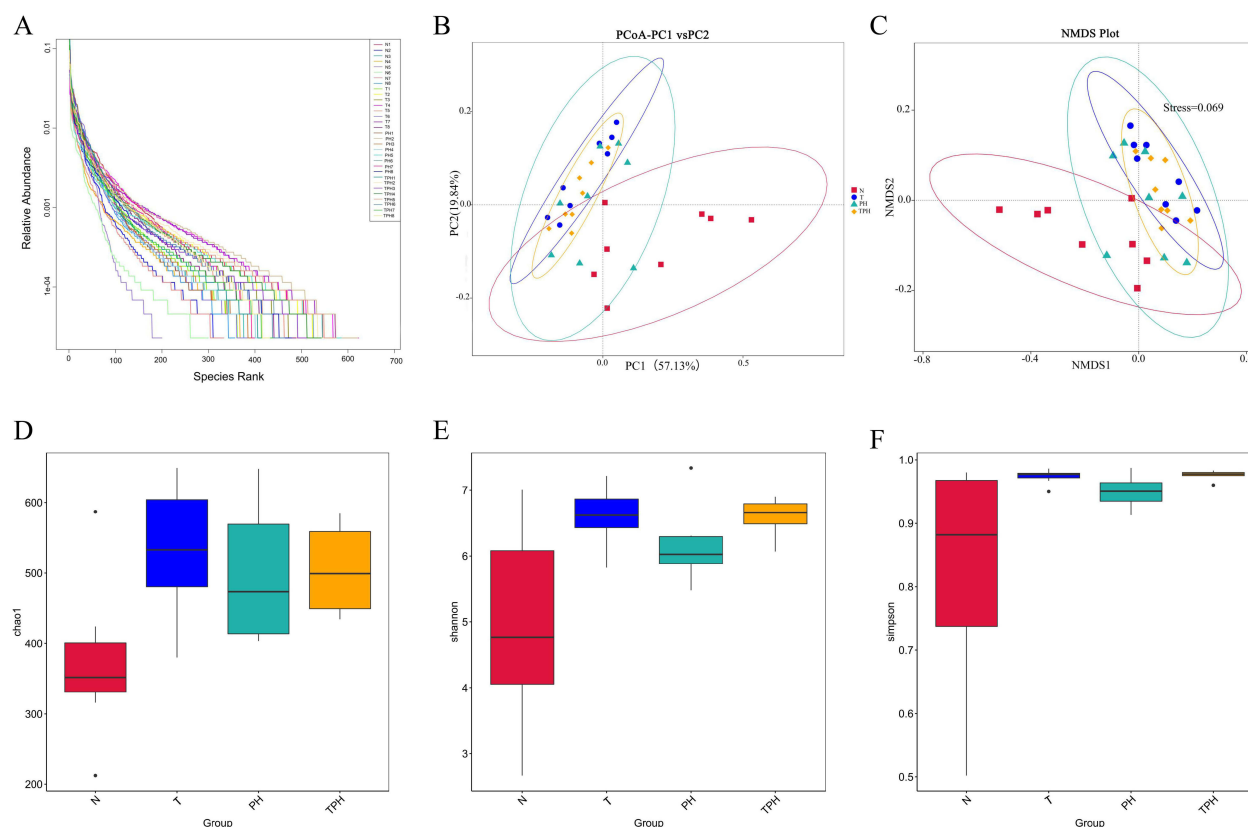 A
Relative Abundance
0.1
0.01
0.001
1e-04
0
100
200
300
400
500
600
700
Species Rank
N1
N2
N3
N4
N5
N6
N7
N8
T1
T2
T3
T4
T5
T6
T7
T8
PH1
PH2
PH3
PH4
PH5
PH6
PH7
PH8
TPH1
TPH2
TPH3
TPH4
TPH5
TPH6
TPH7
TPH8
B
PCoA-PC1 vsPC2
PC2(19.84%)
0.2
0.0
-0.2
0.0
0.5
PC1 (57.13%)
N
T
PH
TPH
C
NMDS Plot
Stress=0.069
NMDS2
0.2
0.0
-0.2
-0.8
-0.4
0.0
NMDS1
D
chao1
600
500
400
300
200
N
T
PH
TPH
Group
E
shannon
7
6
5
4
3
N
T
PH
TPH
Group
F
simpson
1.0
0.9
0.8
0.7
0.6
0.5
N
T
PH
TPH
Group